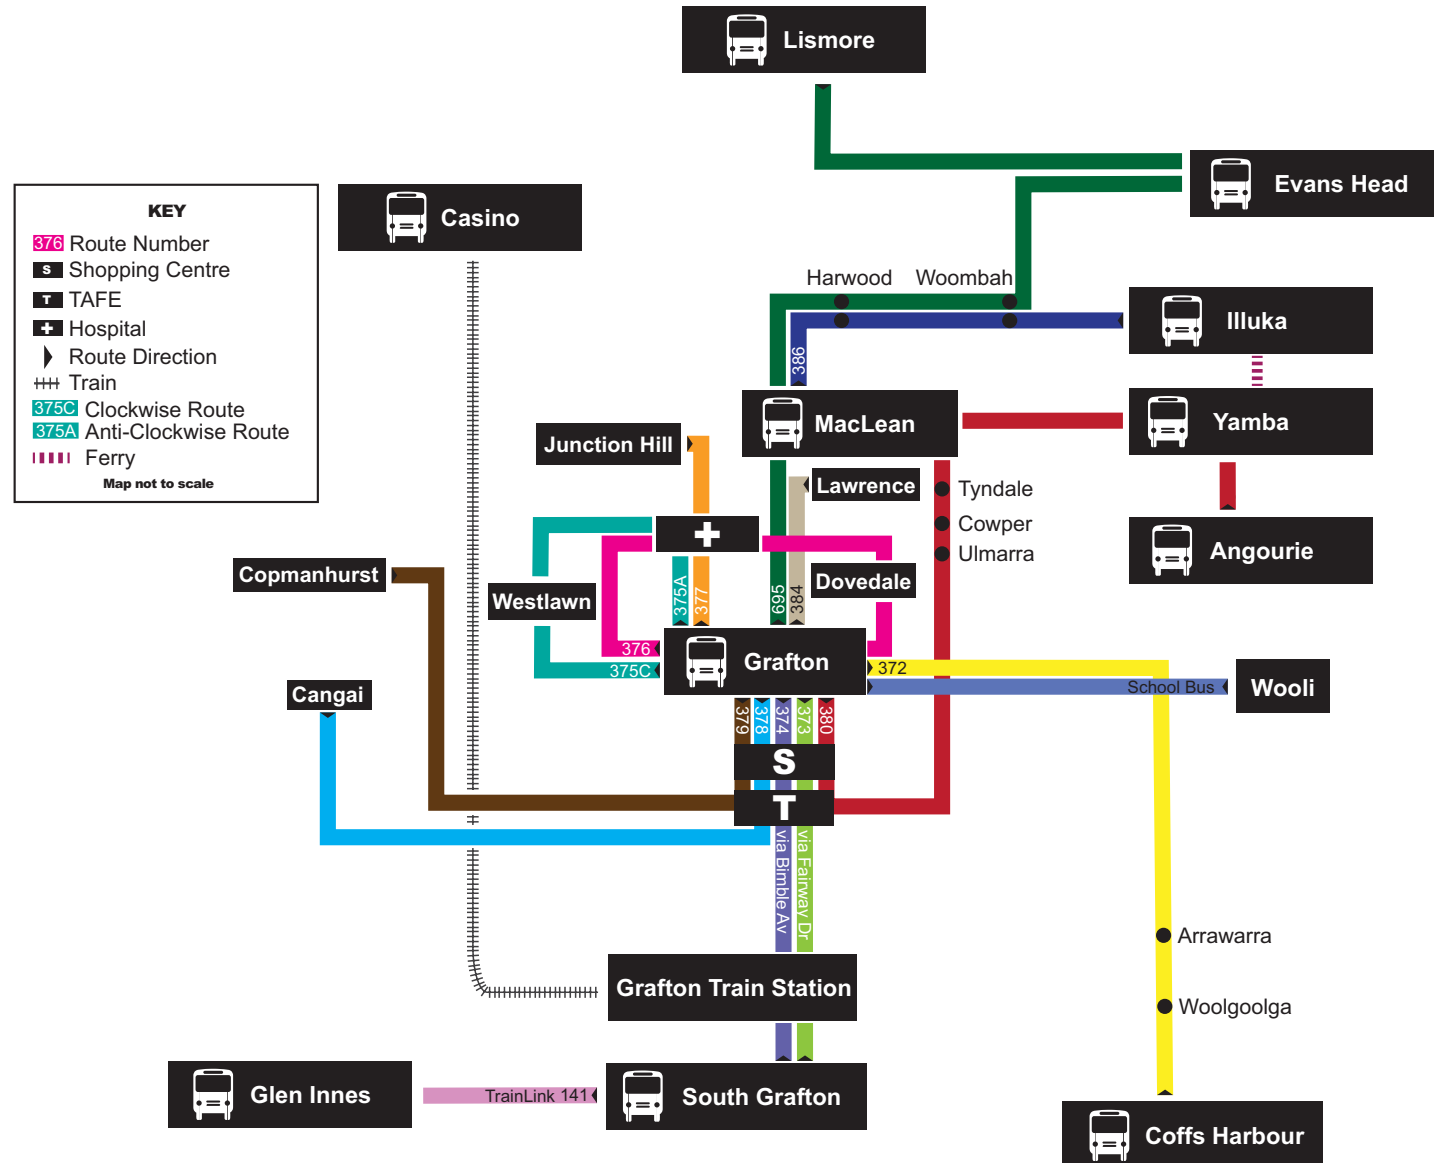 Lismore
Evans Head
Casino
KEY
376 Route Number
S Shopping Centre
T TAFE
Hospital
Route Direction
Train
375C Clockwise Route
375A Anti-Clockwise Route
Ferry
Map not to scale
Harwood
Woombah
Illuka
386
MacLean
Yamba
Junction Hill
Lawrence
Tyndale
Cowper
Ulmarra
Angourie
Copmanhurst
Westlawn
375A
377
695
384
Dovedale
376
375C
Grafton
372
School Bus
Wooli
Cangai
379
378
374
373
380
S
T
via Bimble Av
via Fairway Dr
Arrawarra
Woolgoolga
Grafton Train Station
Glen Innes
TrainLink 141
South Grafton
Coffs Harbour